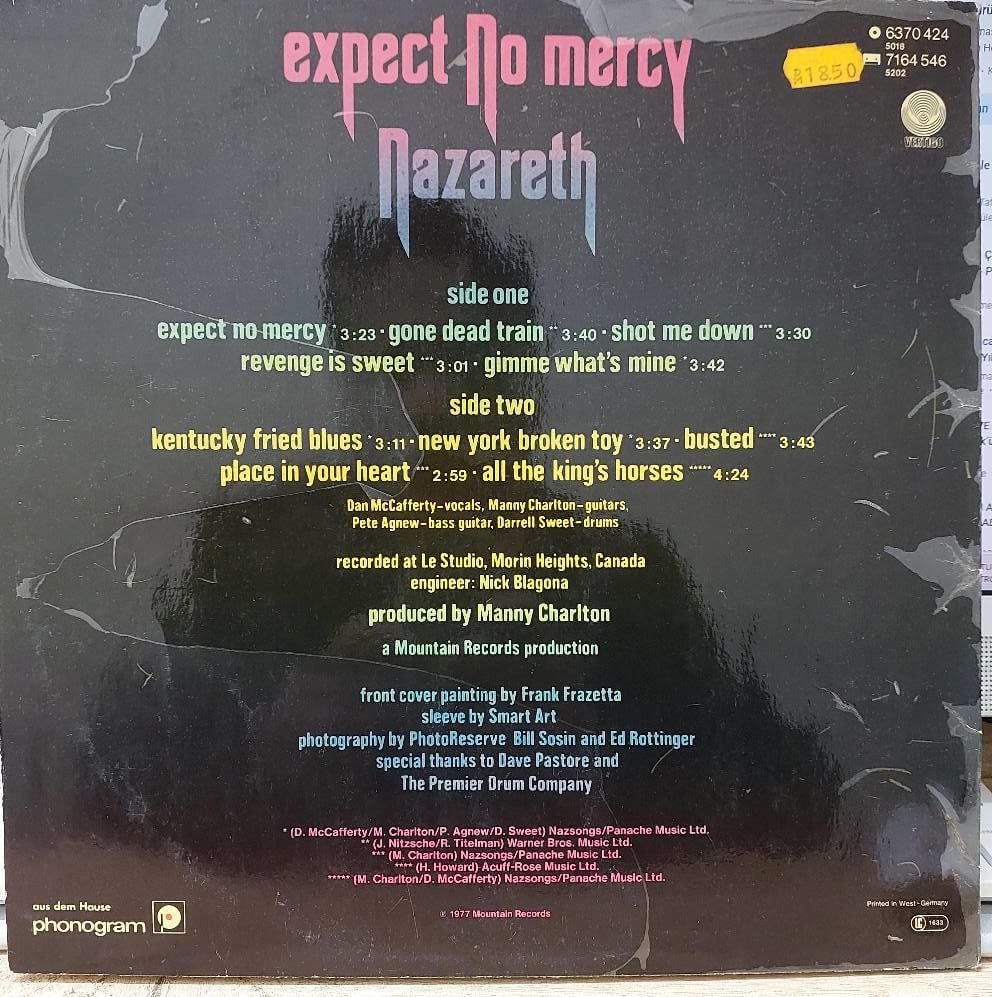 expect No mercy
Nazareth
6370 424
5018
7164 546
5202
DM 18.50
VERTIGO
side one
expect no mercy * 3:23 · gone dead train ** 3:40 · shot me down *** 3:30
revenge is sweet *** 3:01 · gimme what's mine * 3:42
side two
kentucky fried blues * 3:11 · new york broken toy * 3:37 · busted **** 3:43
place in your heart *** 2:59 · all the king's horses ***** 4:24
Dan McCafferty-vocals, Manny Charlton-guitars,
Pete Agnew-bass guitar, Darrell Sweet-drums
recorded at Le Studio, Morin Heights, Canada
engineer: Nick Blagona
produced by Manny Charlton
a Mountain Records production
front cover painting by Frank Frazetta
sleeve by Smart Art
photography by PhotoReserve Bill Sosin and Ed Rottinger
special thanks to Dave Pastore and
The Premier Drum Company
* (D. McCafferty/M. Charlton/P. Agnew/D. Sweet) Nazsongs/Panache Music Ltd.
** (J. Nitzsche/R. Titelman) Warner Bros. Music Ltd.
*** (M. Charlton) Nazsongs/Panache Music Ltd.
**** (H. Howard) Acuff-Rose Music Ltd.
***** (M. Charlton/D. McCafferty) Nazsongs/Panache Music Ltd.
℗ 1977 Mountain Records
aus dem Hause
phonogram
Printed in West-Germany
LC 1633